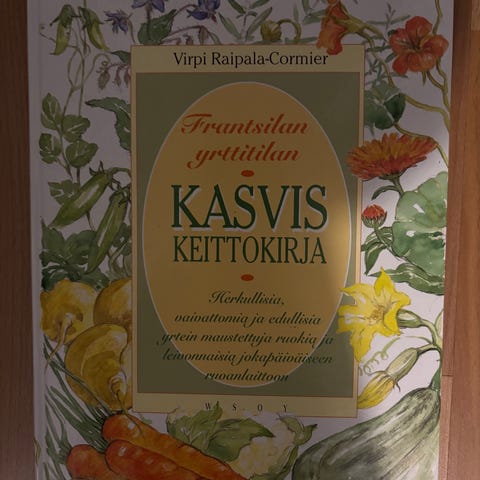 Virpi Raipala-Cormier
Frantsilan
yrttitilan
KASVIS
KEITTOKIRJA
Herkullisia,
vaivattomia ja edullisia
yrtein maustettuja ruokia ja
leivonnaisia jokapäiväiseen
ruoanlaittoon
WSOY